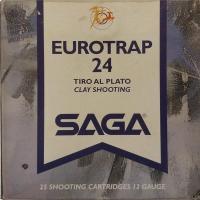 EUROTRAP
24
TIRO AL PLATO
CLAY SHOOTING
SAGA
25 SHOOTING CARTRIDGES 12 GAUGE